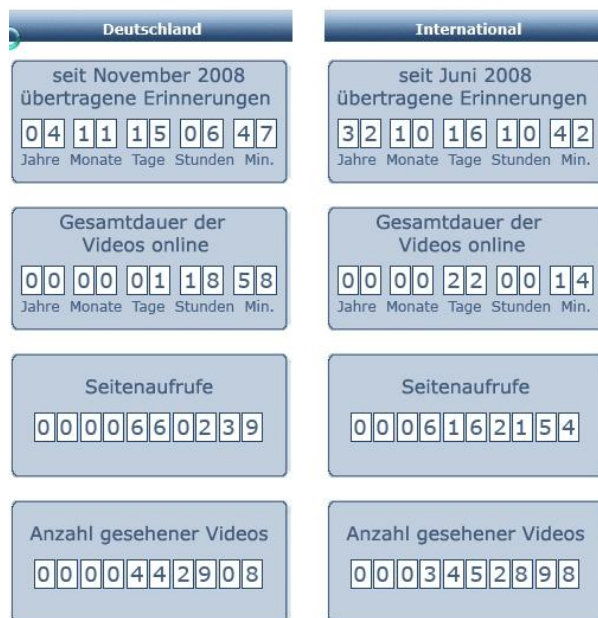 Deutschland
seit November 2008
übertragene Erinnerungen
04 11 15 06 47
Jahre Monate Tage Stunden Min.
Gesamtdauer der
Videos online
00 00 01 18 58
Jahre Monate Tage Stunden Min.
Seitenaufrufe
0000660239
Anzahl gesehener Videos
0000442908
International
seit Juni 2008
übertragene Erinnerungen
32 10 16 10 42
Jahre Monate Tage Stunden Min.
Gesamtdauer der
Videos online
00 00 22 00 14
Jahre Monate Tage Stunden Min.
Seitenaufrufe
0006162154
Anzahl gesehener Videos
0003452898